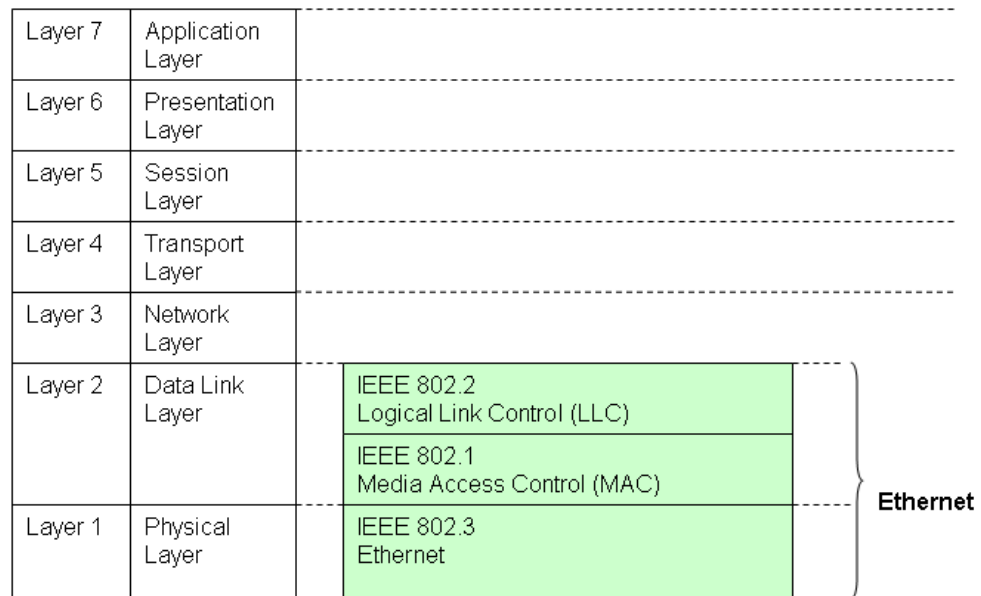 Layer 7
Application
Layer
Layer 6
Presentation
Layer
Layer 5
Session
Layer
Layer 4
Transport
Layer
Layer 3
Network
Layer
Layer 2
Data Link
Layer
IEEE 802.2
Logical Link Control (LLC)
IEEE 802.1
Media Access Control (MAC)
Layer 1
Physical
Layer
IEEE 802.3
Ethernet
Ethernet